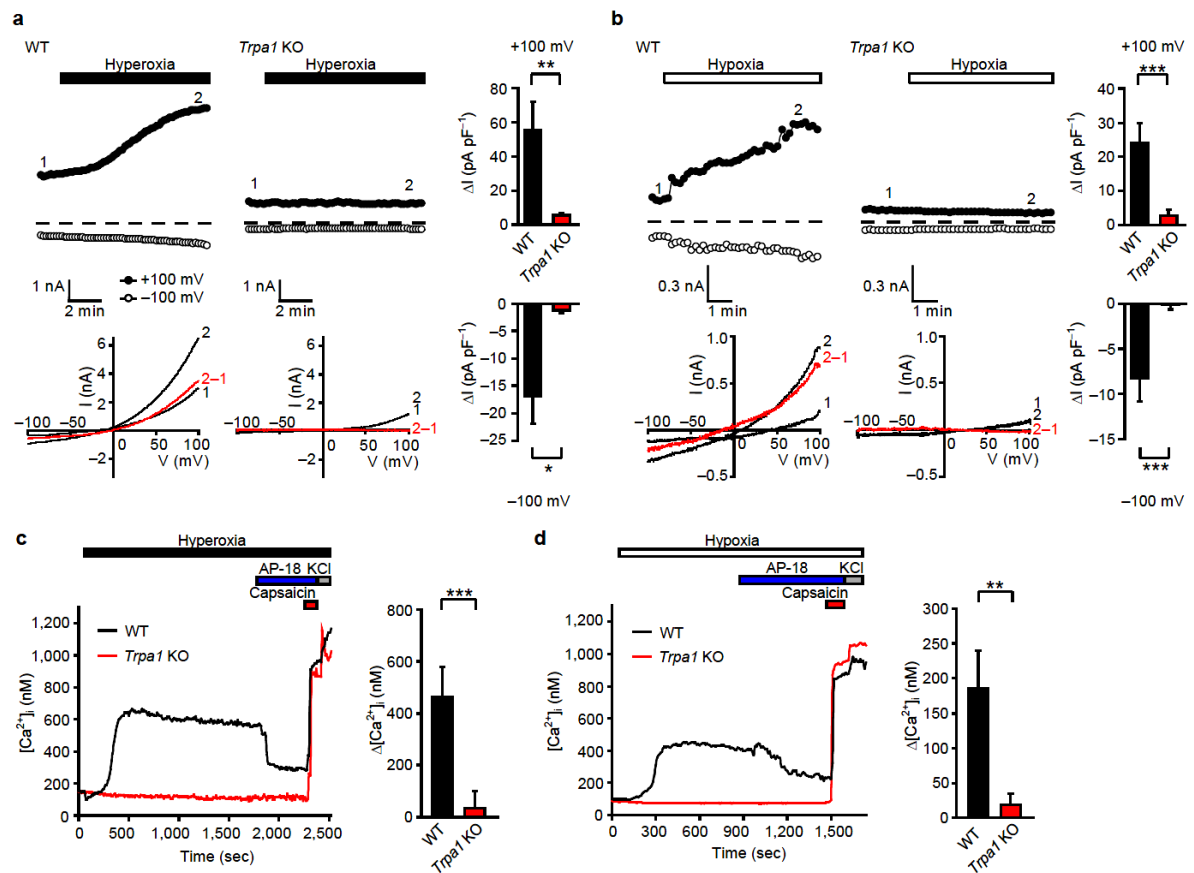 a
WT
Trpa1 KO
+100 mV
Hyperoxia
Hyperoxia
**
1
2
1
2
80
60
40
20
0
ΔI (pA pF⁻¹)
WT
Trpa1 KO
1 nA
2 min
+100 mV
–100 mV
1 nA
2 min
6
4
2
–2
I (nA)
–100
–50
0
50
100
V (mV)
2
2–1
1
6
4
2
–2
I (nA)
–100
–50
0
50
100
V (mV)
2
1
2–1
0
–5
–10
–15
–20
–25
ΔI (pA pF⁻¹)
*
–100 mV
b
WT
Trpa1 KO
+100 mV
Hypoxia
Hypoxia
***
1
2
1
2
40
30
20
10
0
ΔI (pA pF⁻¹)
WT
Trpa1 KO
0.3 nA
1 min
0.3 nA
1 min
1.0
0.5
–0.5
I (nA)
–100
–50
0
50
100
V (mV)
2
2–1
1
1.0
0.5
–0.5
I (nA)
–100
–50
0
50
100
V (mV)
1
2
2–1
0
–5
–10
–15
ΔI (pA pF⁻¹)
***
–100 mV
c
Hyperoxia
AP-18 KCl
Capsaicin
WT
Trpa1 KO
1,200
1,000
800
600
400
200
0
[Ca²⁺]i (nM)
0 500 1,000 1,500 2,000 2,500
Time (sec)
***
800
600
400
200
0
Δ[Ca²⁺]i (nM)
WT
Trpa1 KO
d
Hypoxia
AP-18 KCl
Capsaicin
WT
Trpa1 KO
1,200
1,000
800
600
400
200
0
[Ca²⁺]i (nM)
0 300 600 900 1,200 1,500
Time (sec)
**
300
250
200
150
100
50
0
Δ[Ca²⁺]i (nM)
WT
Trpa1 KO